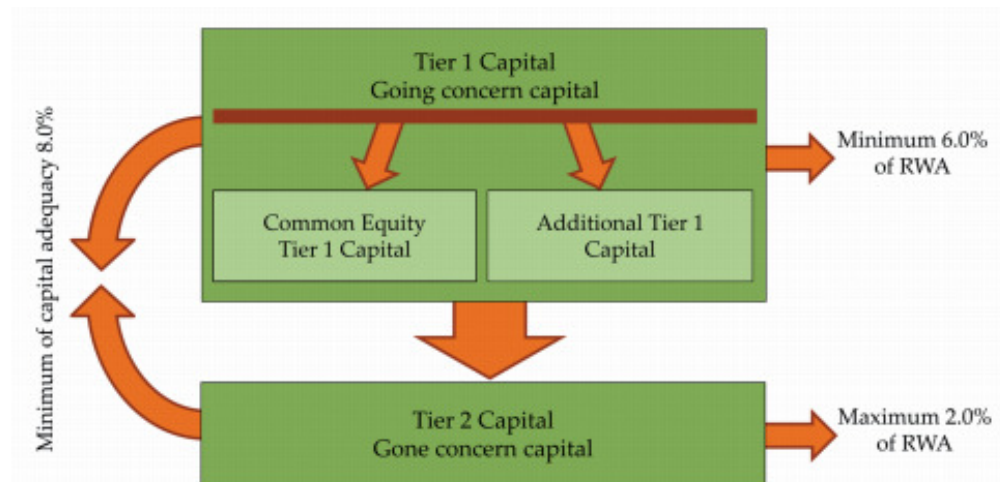 Tier 1 Capital
Going concern capital
Minimum 6.0%
of RWA
Common Equity
Tier 1 Capital
Additional Tier 1
Capital
Minimum of capital adequacy 8.0%
Tier 2 Capital
Gone concern capital
Maximum 2.0%
of RWA